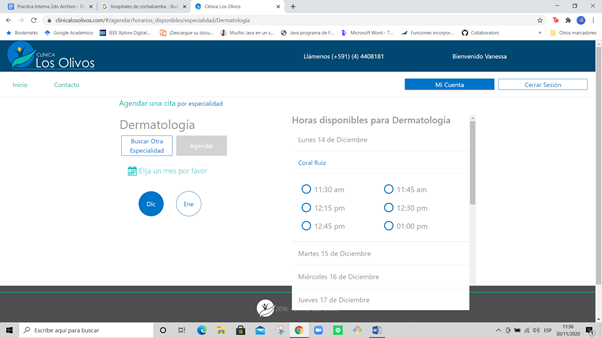 Practica Interna 2do Archivo - D
hospitales de cochabamba - Bus
Clinica Los Olivos
clinicalosolivos.com/#/agendar/horarios_disponibles/especialidad/Dermatología
Bookmarks
Google Académico
IEEE Xplore Digital...
¡Descargue su docu...
Mucho Java en un s...
Java programa de F...
Microsoft Word - T...
Funciones incorpor...
Collaborators
Otros marcadores
CLÍNICA
LOS OLIVOS
Llámenos (+591) (4) 4408181
Bienvenido Vanessa
Inicio
Contacto
Mi Cuenta
Cerrar Sesión
Agendar una cita por especialidad
Dermatología
Buscar Otra
Especialidad
Agendar
Elija un mes por favor
Dic
Ene
Horas disponibles para Dermatología
Lunes 14 de Diciembre
Coral Ruiz
11:30 am
11:45 am
12:15 pm
12:30 pm
12:45 pm
01:00 pm
Martes 15 de Diciembre
Miércoles 16 de Diciembre
Jueves 17 de Diciembre
2016
Escribe aquí para buscar
ESP
11:36
30/11/2020